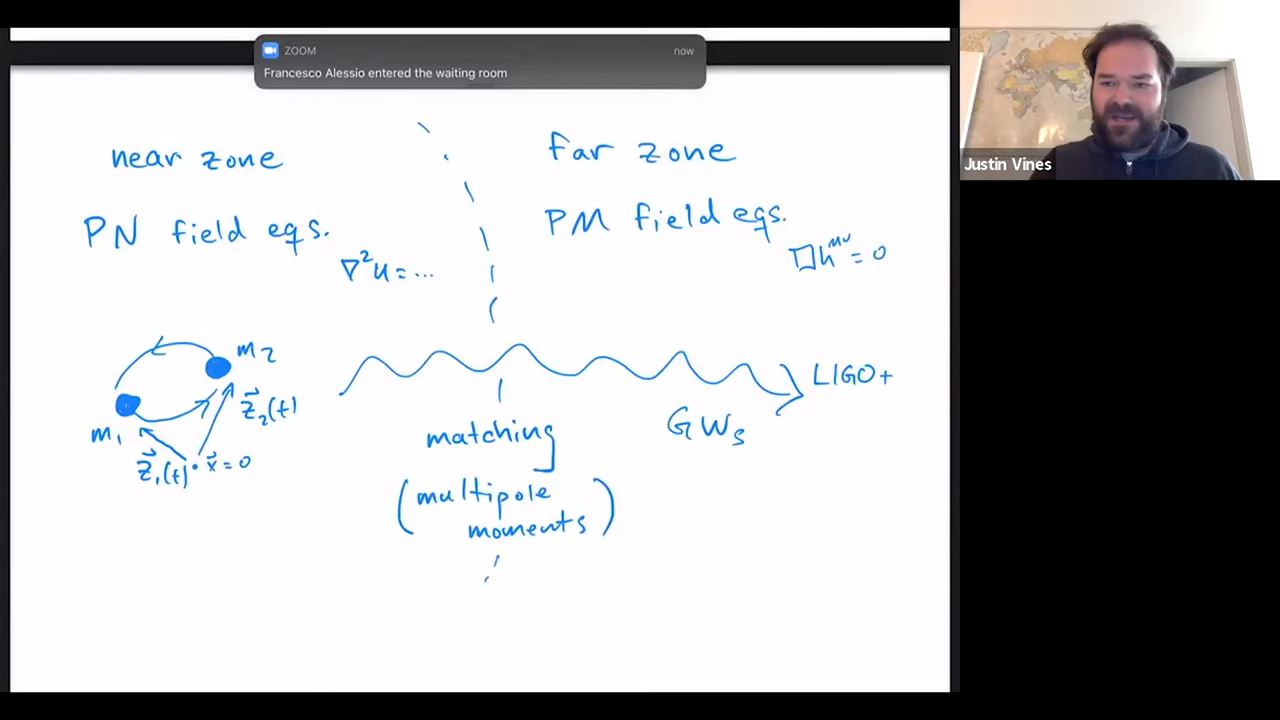 ZOOM
now
Francesco Alessio entered the waiting room
Justin Vines
near zone
far zone
PN field eqs.
PM field eqs.
∇²U = ...
□h^{μν} = 0
m₂
z⃗₂(t)
m₁
z⃗₁(t)
x⃗ = 0
LIGO+
GWs
matching
(multipole
moments)